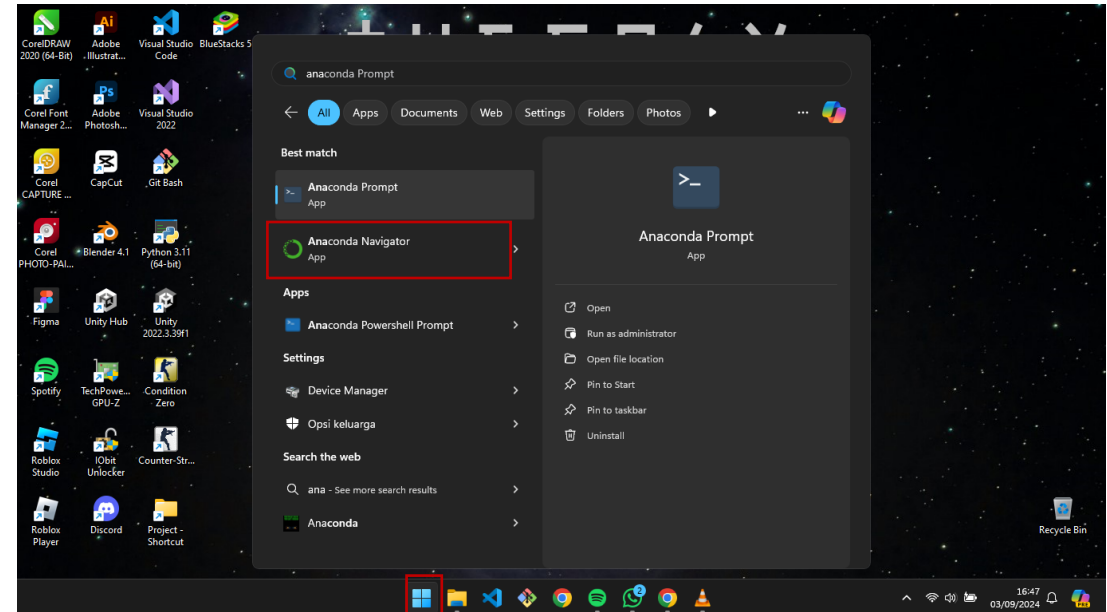 CorelDRAW
2020 (64-Bit)
Adobe
Illustrat...
Visual Studio
Code
BlueStacks 5
Corel Font
Manager 2...
Adobe
Photosh...
Visual Studio
2022
Corel
CAPTURE ...
CapCut
Git Bash
Corel
PHOTO-PAI...
Blender 4.1
Python 3.11
(64-bit)
Figma
Unity Hub
Unity
2022.3.39f1
Spotify
TechPowe...
GPU-Z
Condition
Zero
Roblox
Studio
IObit
Unlocker
Counter-Str...
Roblox
Player
Discord
Project -
Shortcut
anaconda Prompt
All
Apps
Documents
Web
Settings
Folders
Photos
...
Best match
Anaconda Prompt
App
Anaconda Navigator
App
Apps
Anaconda Powershell Prompt
Settings
Device Manager
Opsi keluarga
Search the web
ana - See more search results
Anaconda
Anaconda Prompt
App
Open
Run as administrator
Open file location
Pin to Start
Pin to taskbar
Uninstall
Recycle Bin
2
16:47
03/09/2024
PRE